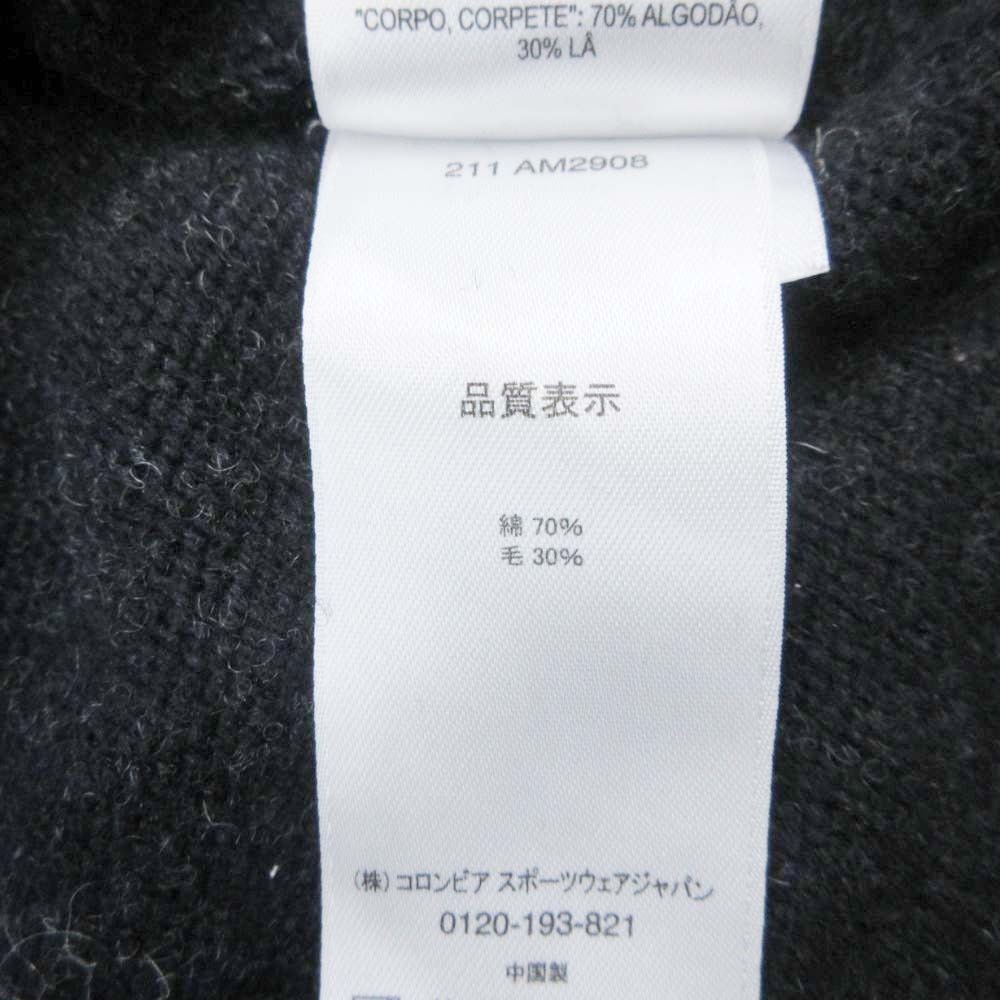 "CORPO, CORPETE": 70% ALGODÃO,
30% LÃ
211 AM2908
品質表示
綿 70%
毛 30%
(株)コロンビア スポーツウェアジャパン
0120-193-821
中国製